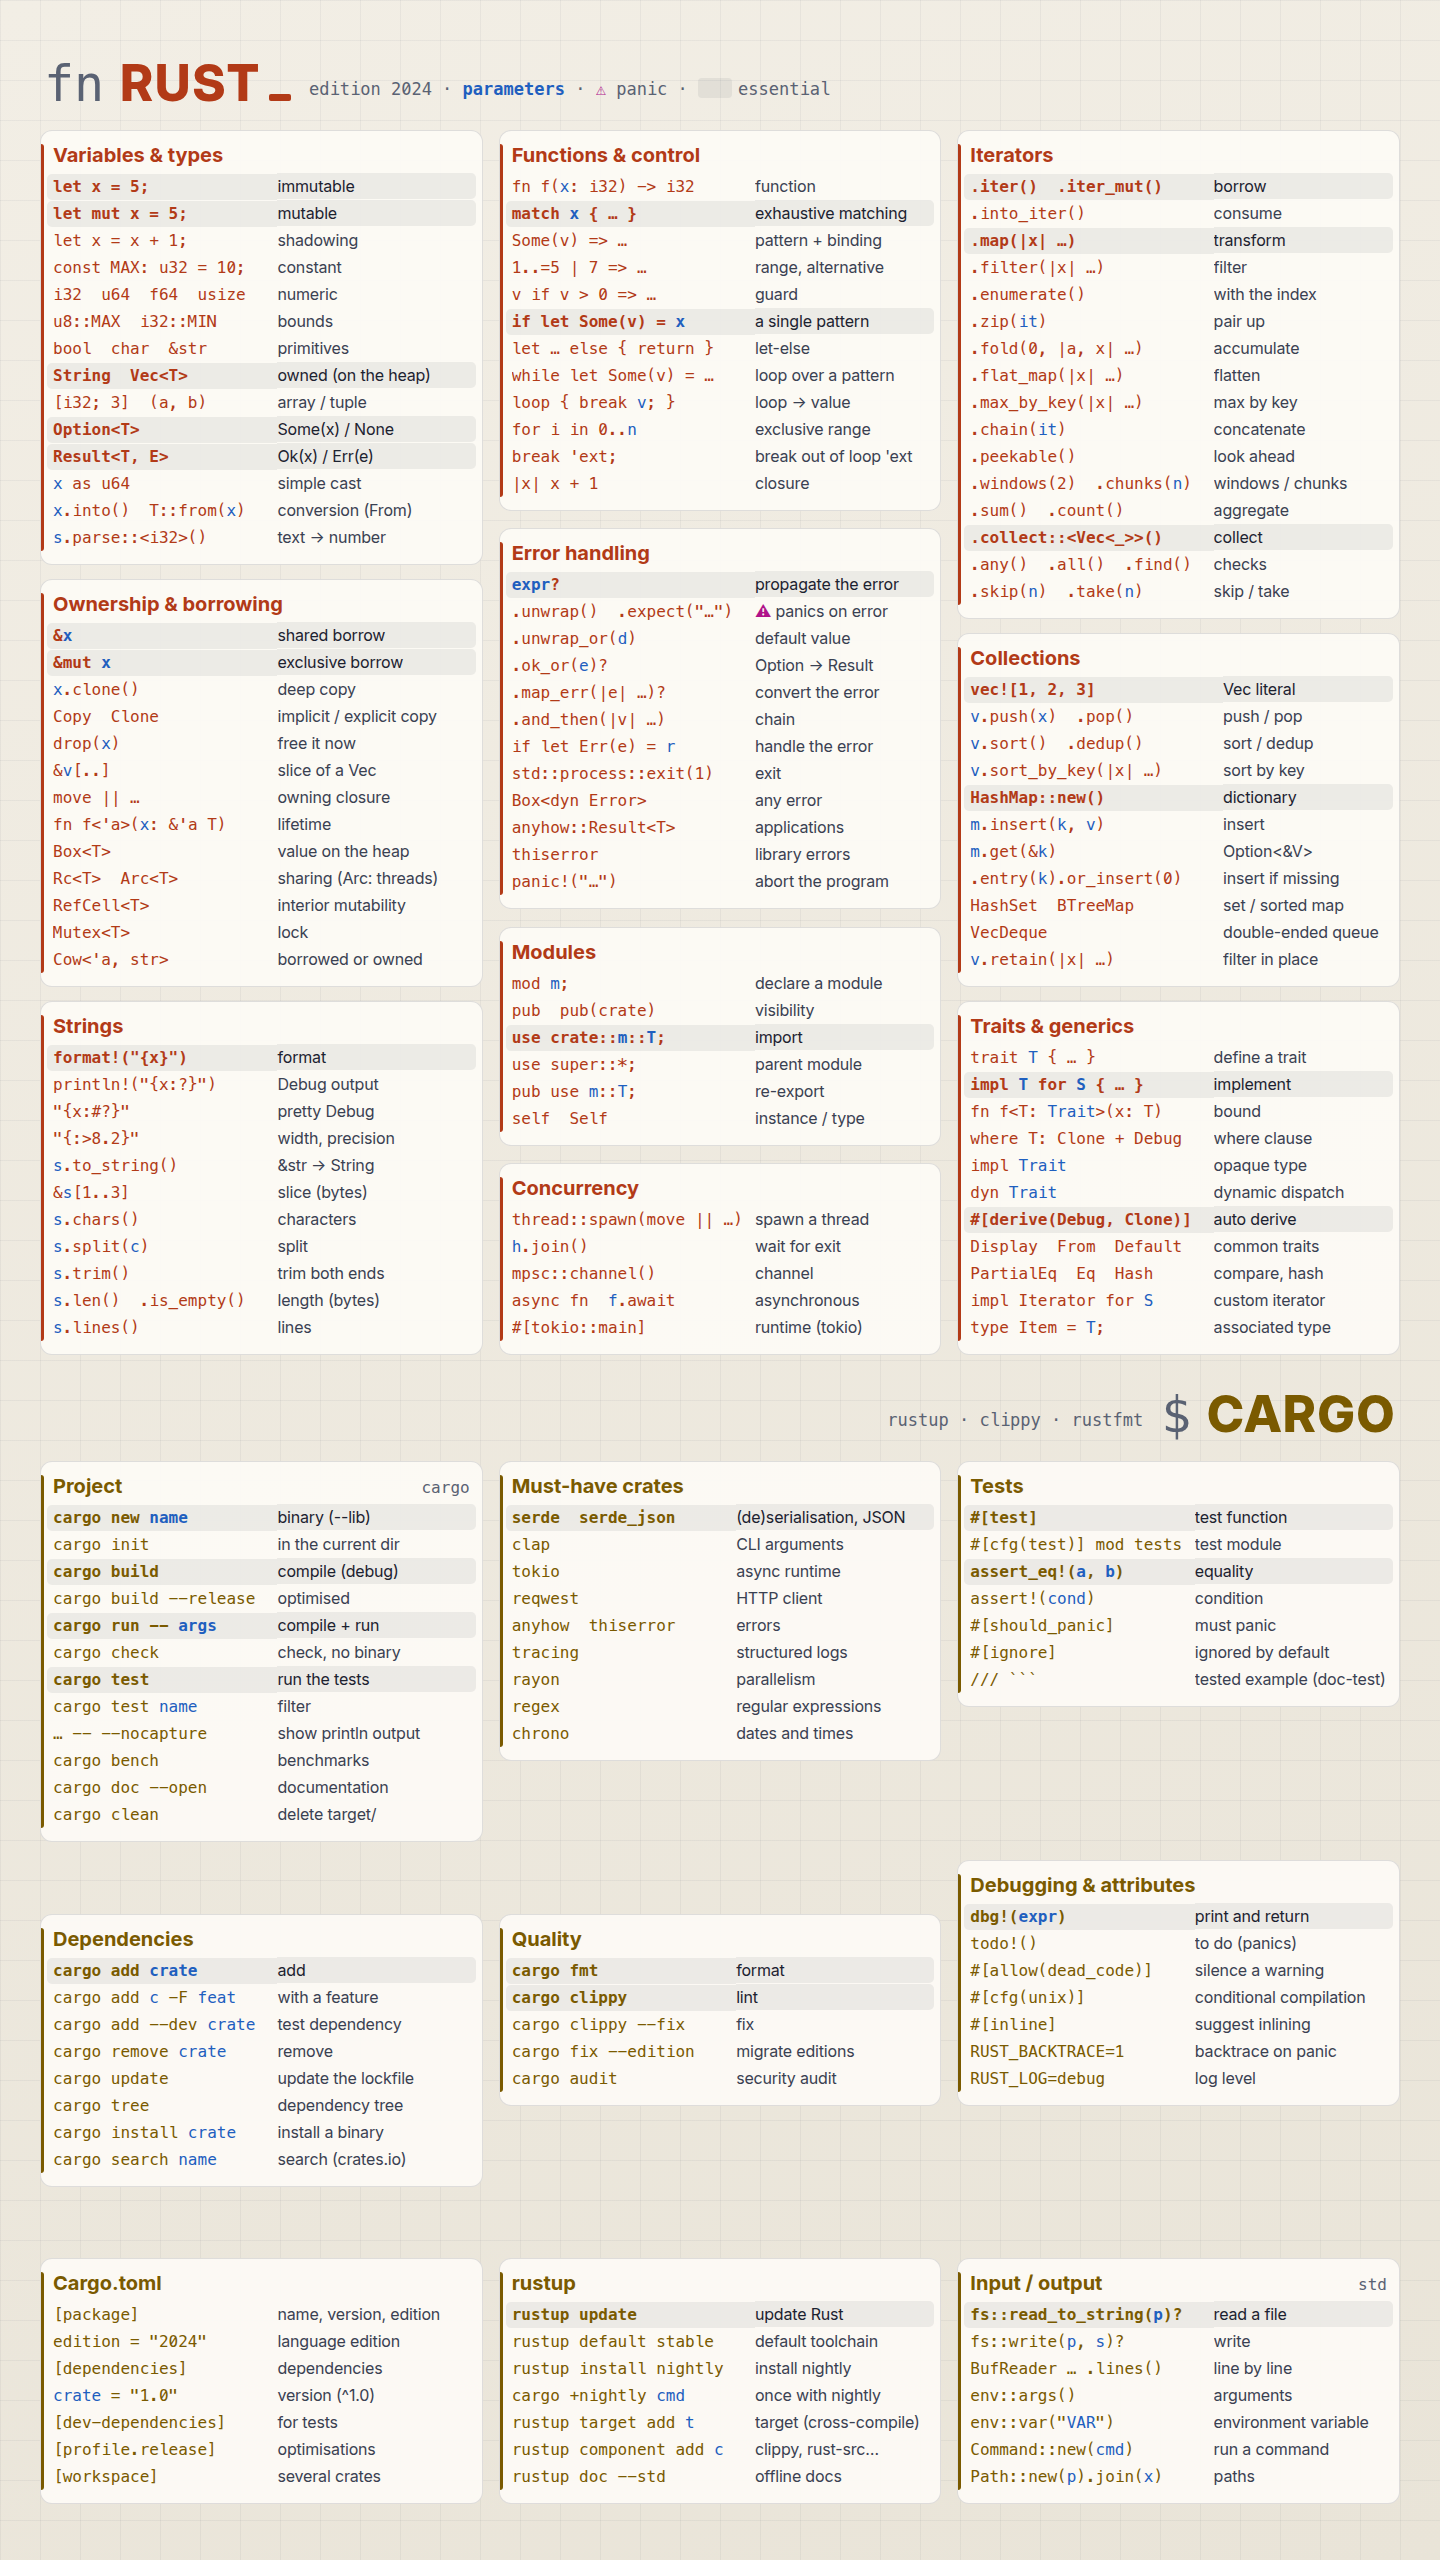 fn RUST_ edition 2024 · parameters · ⚠ panic · essential
Variables & types
let x = 5; immutable
let mut x = 5; mutable
let x = x + 1; shadowing
const MAX: u32 = 10; constant
i32 u64 f64 usize numeric
u8::MAX i32::MIN bounds
bool char &str primitives
String Vec<T> owned (on the heap)
[i32; 3] (a, b) array / tuple
Option<T> Some(x) / None
Result<T, E> Ok(x) / Err(e)
x as u64 simple cast
x.into() T::from(x) conversion (From)
s.parse::<i32>() text → number
Ownership & borrowing
&x shared borrow
&mut x exclusive borrow
x.clone() deep copy
Copy Clone implicit / explicit copy
drop(x) free it now
&v[..] slice of a Vec
move || … owning closure
fn f<'a>(x: &'a T) lifetime
Box<T> value on the heap
Rc<T> Arc<T> sharing (Arc: threads)
RefCell<T> interior mutability
Mutex<T> lock
Cow<'a, str> borrowed or owned
Strings
format!("{x}") format
println!("{x:?}") Debug output
"{x:#?}" pretty Debug
"{:>8.2}" width, precision
s.to_string() &str → String
&s[1..3] slice (bytes)
s.chars() characters
s.split(c) split
s.trim() trim both ends
s.len() .is_empty() length (bytes)
s.lines() lines
Functions & control
fn f(x: i32) -> i32 function
match x { … } exhaustive matching
Some(v) => … pattern + binding
1..=5 | 7 => … range, alternative
v if v > 0 => … guard
if let Some(v) = x a single pattern
let … else { return } let-else
while let Some(v) = … loop over a pattern
loop { break v; } loop → value
for i in 0..n exclusive range
break 'ext; break out of loop 'ext
|x| x + 1 closure
Error handling
expr? propagate the error
.unwrap() .expect("…") ⚠ panics on error
.unwrap_or(d) default value
.ok_or(e)? Option → Result
.map_err(|e| …)? convert the error
.and_then(|v| …) chain
if let Err(e) = r handle the error
std::process::exit(1) exit
Box<dyn Error> any error
anyhow::Result<T> applications
thiserror library errors
panic!("…") abort the program
Modules
mod m; declare a module
pub pub(crate) visibility
use crate::m::T; import
use super::*; parent module
pub use m::T; re-export
self Self instance / type
Concurrency
thread::spawn(move || …) spawn a thread
h.join() wait for exit
mpsc::channel() channel
async fn f.await asynchronous
#[tokio::main] runtime (tokio)
Iterators
.iter() .iter_mut() borrow
.into_iter() consume
.map(|x| …) transform
.filter(|x| …) filter
.enumerate() with the index
.zip(it) pair up
.fold(0, |a, x| …) accumulate
.flat_map(|x| …) flatten
.max_by_key(|x| …) max by key
.chain(it) concatenate
.peekable() look ahead
.windows(2) .chunks(n) windows / chunks
.sum() .count() aggregate
.collect::<Vec<_>>() collect
.any() .all() .find() checks
.skip(n) .take(n) skip / take
Collections
vec![1, 2, 3] Vec literal
v.push(x) .pop() push / pop
v.sort() .dedup() sort / dedup
v.sort_by_key(|x| …) sort by key
HashMap::new() dictionary
m.insert(k, v) insert
m.get(&k) Option<&V>
.entry(k).or_insert(0) insert if missing
HashSet BTreeMap set / sorted map
VecDeque double-ended queue
v.retain(|x| …) filter in place
Traits & generics
trait T { … } define a trait
impl T for S { … } implement
fn f<T: Trait>(x: T) bound
where T: Clone + Debug where clause
impl Trait opaque type
dyn Trait dynamic dispatch
#[derive(Debug, Clone)] auto derive
Display From Default common traits
PartialEq Eq Hash compare, hash
impl Iterator for S custom iterator
type Item = T; associated type
rustup · clippy · rustfmt $ CARGO
Project cargo
cargo new name binary (--lib)
cargo init in the current dir
cargo build compile (debug)
cargo build --release optimised
cargo run -- args compile + run
cargo check check, no binary
cargo test run the tests
cargo test name filter
… -- --nocapture show println output
cargo bench benchmarks
cargo doc --open documentation
cargo clean delete target/
Must-have crates
serde serde_json (de)serialisation, JSON
clap CLI arguments
tokio async runtime
reqwest HTTP client
anyhow thiserror errors
tracing structured logs
rayon parallelism
regex regular expressions
chrono dates and times
Tests
#[test] test function
#[cfg(test)] mod tests test module
assert_eq!(a, b) equality
assert!(cond) condition
#[should_panic] must panic
#[ignore] ignored by default
/// ``` tested example (doc-test)
Dependencies
cargo add crate add
cargo add c -F feat with a feature
cargo add --dev crate test dependency
cargo remove crate remove
cargo update update the lockfile
cargo tree dependency tree
cargo install crate install a binary
cargo search name search (crates.io)
Quality
cargo fmt format
cargo clippy lint
cargo clippy --fix fix
cargo fix --edition migrate editions
cargo audit security audit
Debugging & attributes
dbg!(expr) print and return
todo!() to do (panics)
#[allow(dead_code)] silence a warning
#[cfg(unix)] conditional compilation
#[inline] suggest inlining
RUST_BACKTRACE=1 backtrace on panic
RUST_LOG=debug log level
Cargo.toml
[package] name, version, edition
edition = "2024" language edition
[dependencies] dependencies
crate = "1.0" version (^1.0)
[dev-dependencies] for tests
[profile.release] optimisations
[workspace] several crates
rustup
rustup update update Rust
rustup default stable default toolchain
rustup install nightly install nightly
cargo +nightly cmd once with nightly
rustup target add t target (cross-compile)
rustup component add c clippy, rust-src…
rustup doc --std offline docs
Input / output std
fs::read_to_string(p)? read a file
fs::write(p, s)? write
BufReader … .lines() line by line
env::args() arguments
env::var("VAR") environment variable
Command::new(cmd) run a command
Path::new(p).join(x) paths